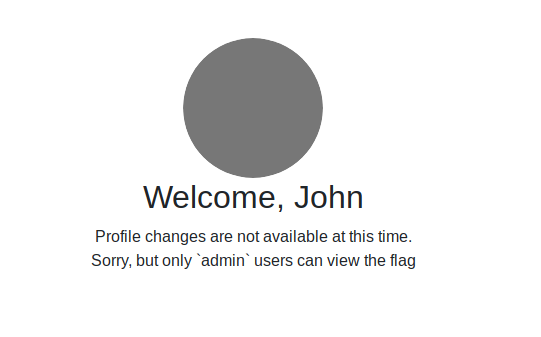 Welcome, John
Profile changes are not available at this time.
Sorry, but only `admin` users can view the flag